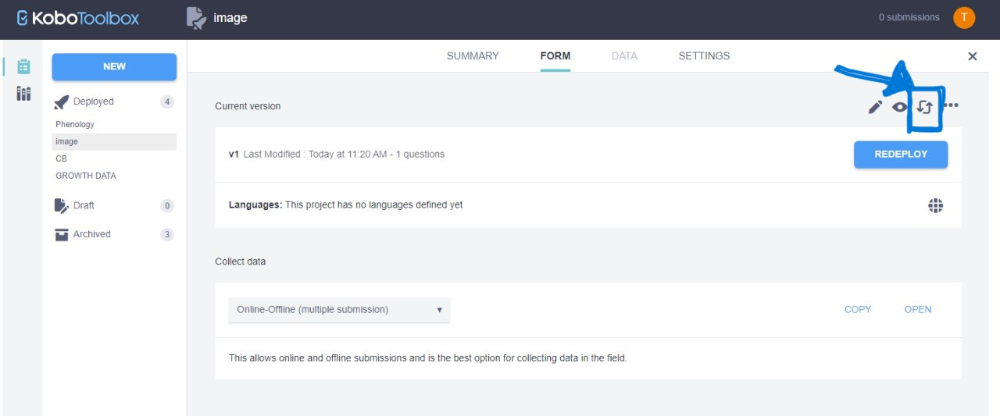 KoboToolbox
image
0 submissions
T
SUMMARY
FORM
DATA
SETTINGS
NEW
Deployed
4
Phenology
image
CB
GROWTH DATA
Draft
0
Archived
3
Current version
v1 Last Modified : Today at 11:20 AM - 1 questions
REDEPLOY
Languages: This project has no languages defined yet
Collect data
Online-Offline (multiple submission)
COPY
OPEN
This allows online and offline submissions and is the best option for collecting data in the field.